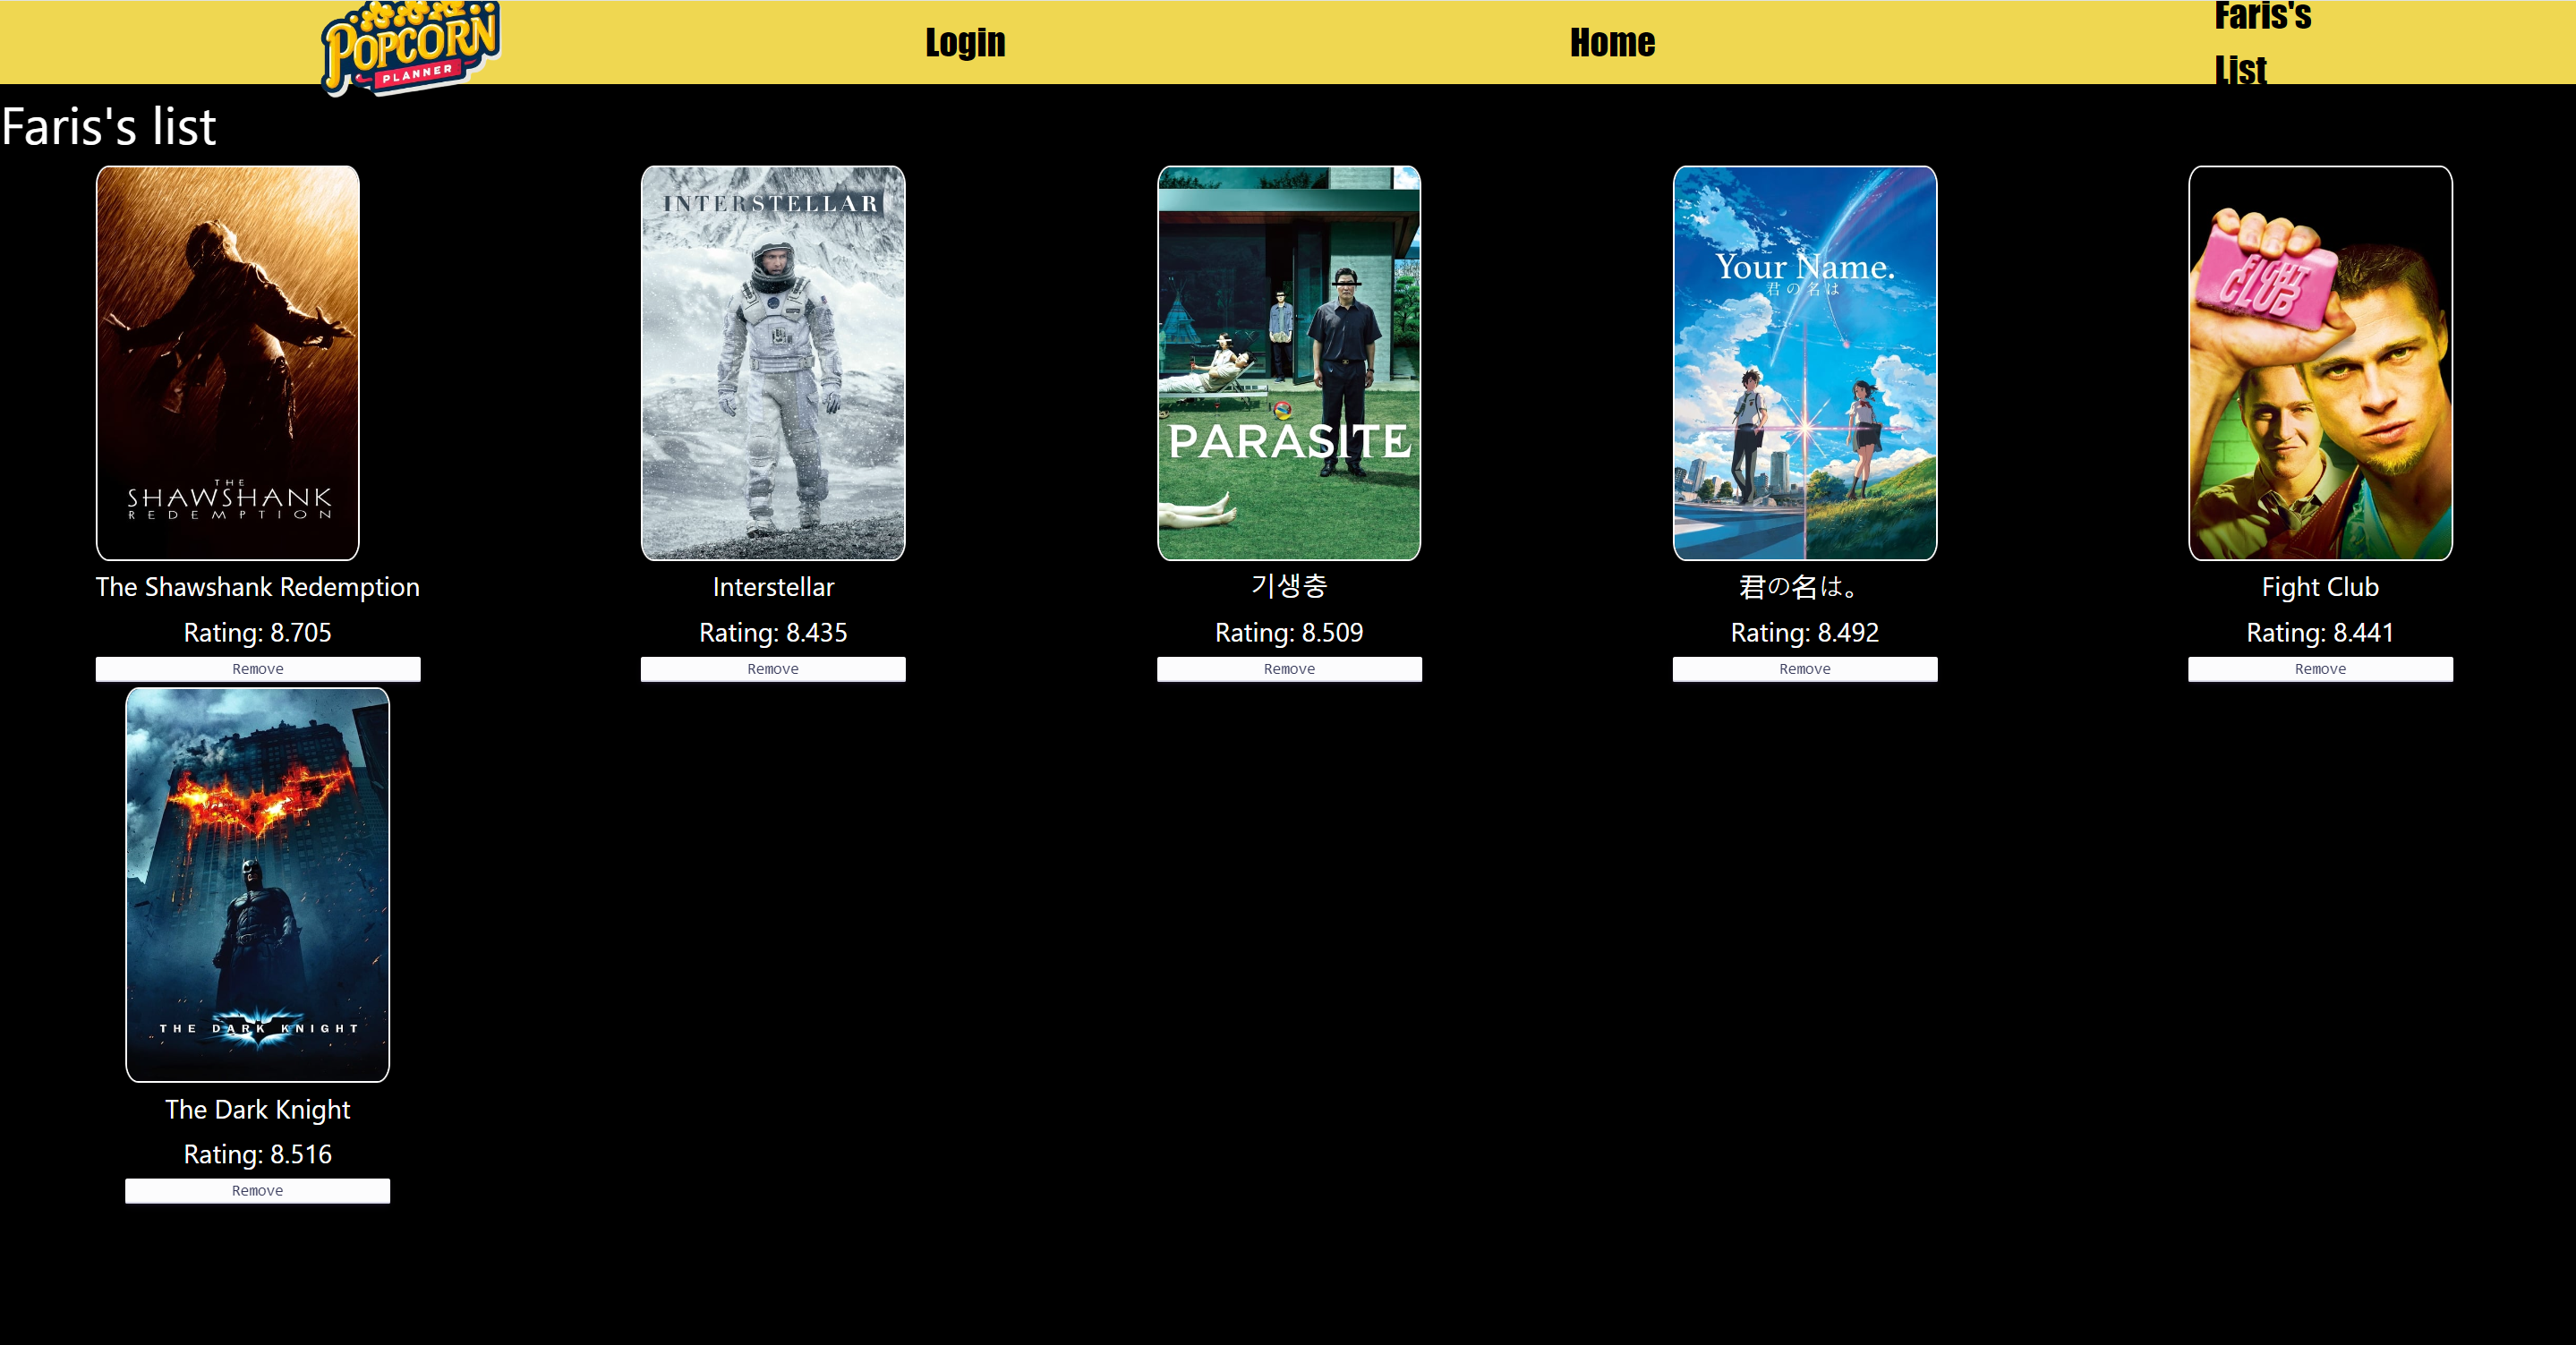 POPCORN
PLANNER
Login
Home
Faris's
List
Faris's list
THE
SHAWSHANK
REDEMPTION
INTERSTELLAR
PARASITE
Your Name.
君の名は
FIGHT
CLUB
The Shawshank Redemption
Interstellar
기생충
君の名は。
Fight Club
Rating: 8.705
Rating: 8.435
Rating: 8.509
Rating: 8.492
Rating: 8.441
Remove
Remove
Remove
Remove
Remove
THE DARK KNIGHT
The Dark Knight
Rating: 8.516
Remove